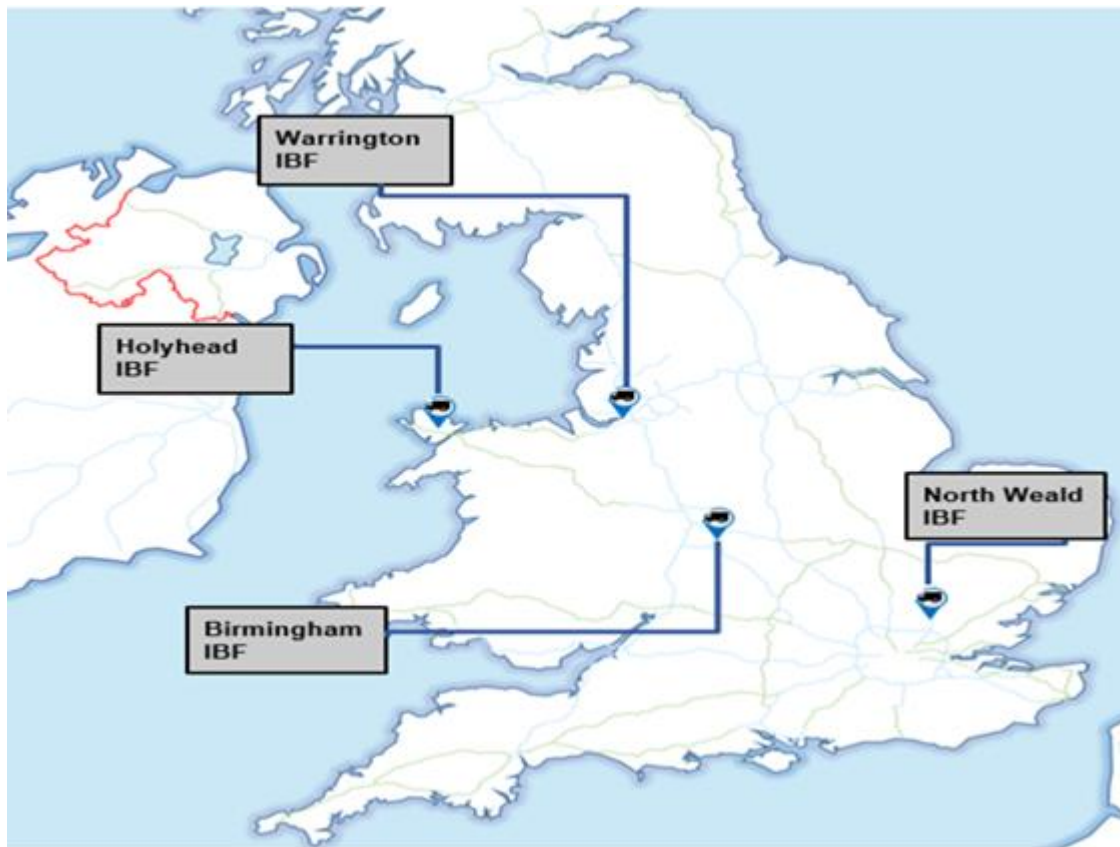 Warrington
IBF
Holyhead
IBF
North Weald
IBF
Birmingham
IBF